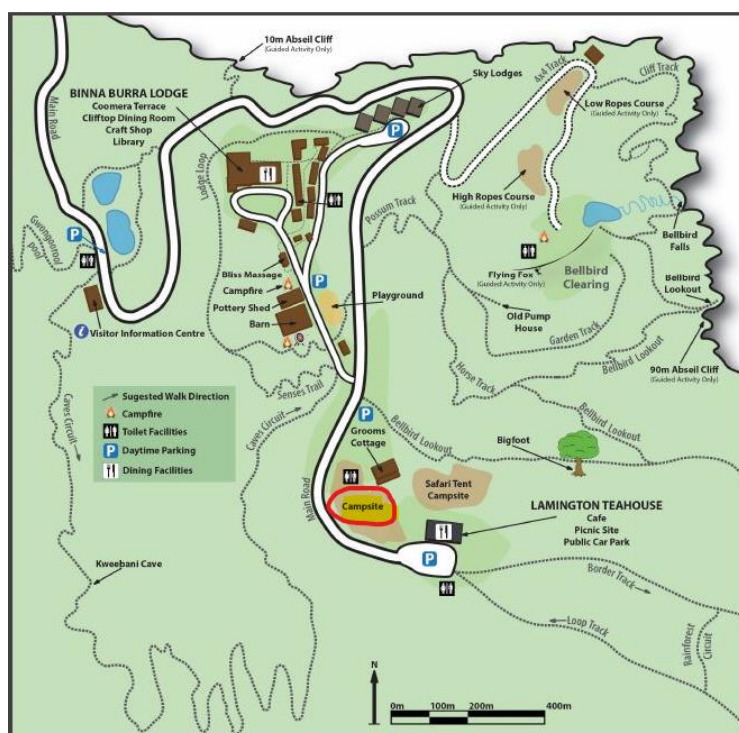 10m Abseil Cliff
(Guided Activity Only)
Main Road
BINNA BURRA LODGE
Coomera Terrace
Clifftop Dining Room
Craft Shop
Library
Sky Lodges
P
4x4 Track
Cliff Track
Low Ropes Course
(Guided Activity Only)
Lodge Loop
Possum Track
High Ropes Course
(Guided Activity Only)
Gwongorool
pool
P
Bellbird
Falls
Bliss Massage
Campfire
Pottery Shed
Barn
P
Playground
Flying Fox
(Guided Activity Only)
Bellbird
Clearing
Bellbird
Lookout
Old Pump
House
Garden Track
Bellbird Lookout
i Visitor Information Centre
Horse Track
90m Abseil Cliff
(Guided Activity Only)
Senses Trail
Caves Circuit
Caves Circuit
Sugested Walk Direction
Campfire
Toilet Facilities
P Daytime Parking
Dining Facilities
P
Grooms
Cottage
Bellbird Lookout
Bellbird Lookout
Bigfoot
Main Road
Campsite
Safari Tent
Campsite
LAMINGTON TEAHOUSE
Cafe
Picnic Site
Public Car Park
P
Kweebani Cave
Border Track
Loop Track
Rainforest
Circuit
N
0m 100m 200m 400m